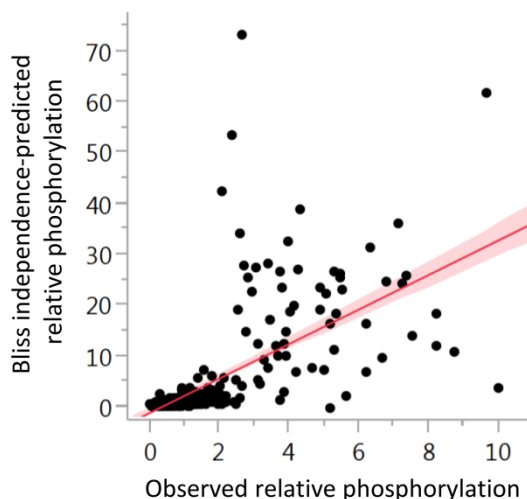 Bliss independence-predicted
relative phosphorylation
70
60
50
40
30
20
10
0
0 2 4 6 8 10
Observed relative phosphorylation